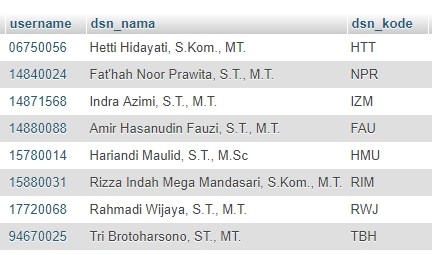 username dsn_nama dsn_kode
06750056 Hetti Hidayati, S.Kom., MT. HTT
14840024 Fat'hah Noor Prawita, S.T., M.T. NPR
14871568 Indra Azimi, S.T., M.T. IZM
14880088 Amir Hasanudin Fauzi, S.T., M.T. FAU
15780014 Hariandi Maulid, S.T., M.Sc HMU
15880031 Rizza Indah Mega Mandasari, S.Kom., M.T. RIM
17720068 Rahmadi Wijaya, S.T., M.T. RWJ
94670025 Tri Brotoharsono, ST., MT. TBH